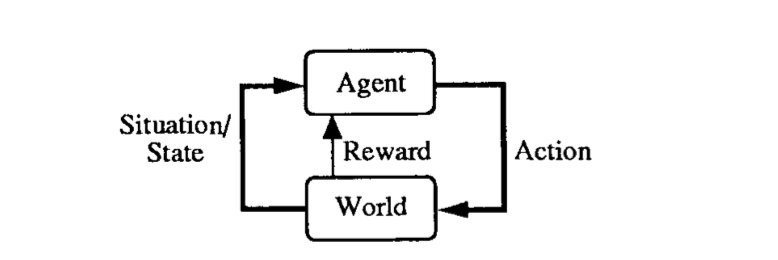 Agent
Situation/
State
Reward
Action
World